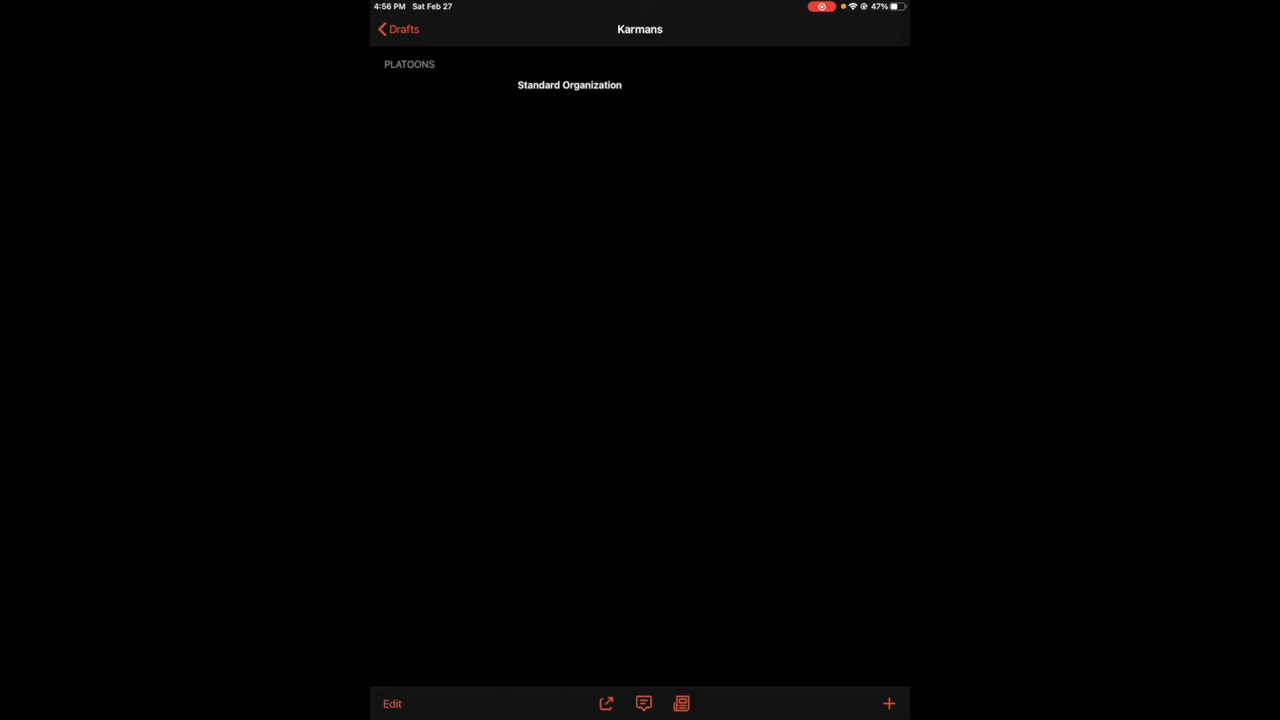 4:56 PM Sat Feb 27 47%
Drafts Karmans
PLATOONS
Standard Organization
Edit